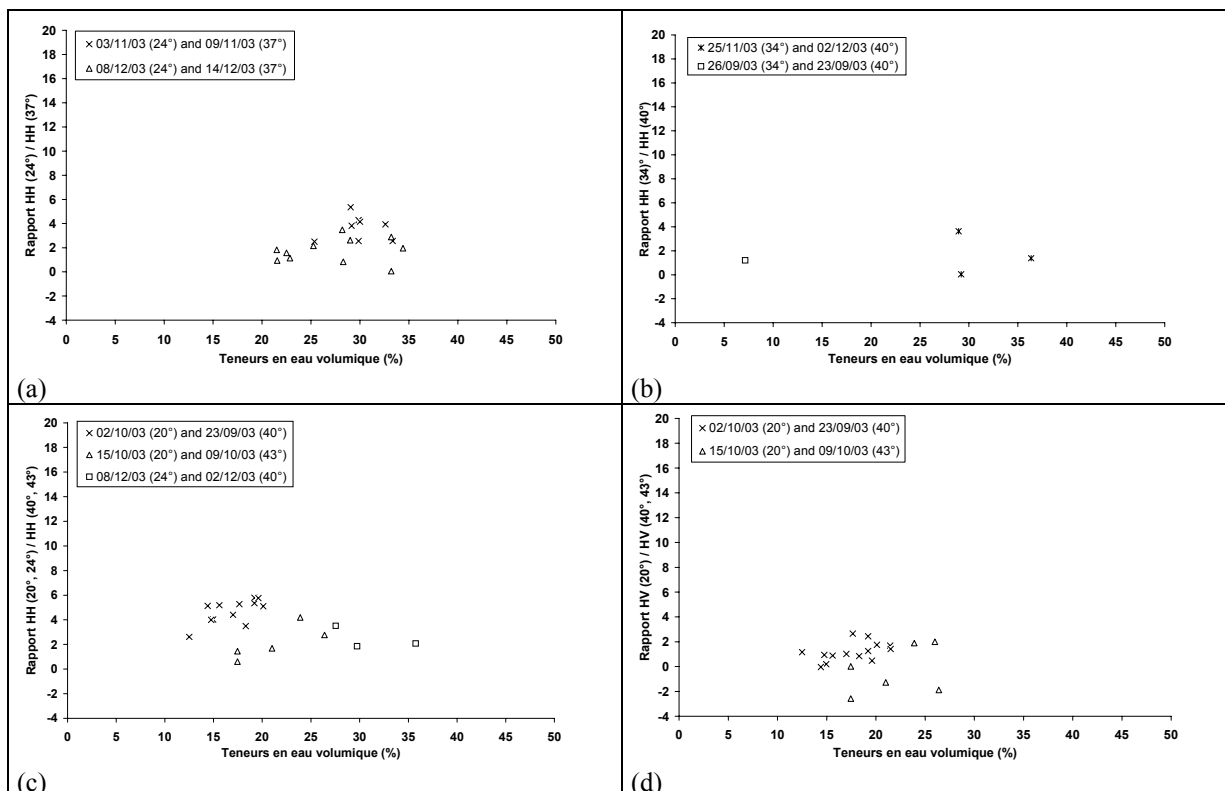 20
18
16
14
12
10
8
6
4
2
0
-2
-4
Rapport HH (24°) / HH (37°)
× 03/11/03 (24°) and 09/11/03 (37°)
△ 08/12/03 (24°) and 14/12/03 (37°)
0 5 10 15 20 25 30 35 40 45 50
Teneurs en eau volumique (%)
(a)
20
18
16
14
12
10
8
6
4
2
0
-2
-4
Rapport HH (34)° / HH (40°)
25/11/03 (34°) and 02/12/03 (40°)
□ 26/09/03 (34°) and 23/09/03 (40°)
0 5 10 15 20 25 30 35 40 45 50
Teneurs en eau volumique (%)
(b)
20
18
16
14
12
10
8
6
4
2
0
-2
-4
Rapport HH (20°, 24°) / HH (40°, 43°)
× 02/10/03 (20°) and 23/09/03 (40°)
△ 15/10/03 (20°) and 09/10/03 (43°)
□ 08/12/03 (24°) and 02/12/03 (40°)
0 5 10 15 20 25 30 35 40 45 50
Teneurs en eau volumique (%)
(c)
20
18
16
14
12
10
8
6
4
2
0
-2
-4
Rapport HV (20°) / HV (40°, 43°)
× 02/10/03 (20°) and 23/09/03 (40°)
△ 15/10/03 (20°) and 09/10/03 (43°)
0 5 10 15 20 25 30 35 40 45 50
Teneurs en eau volumique (%)
(d)